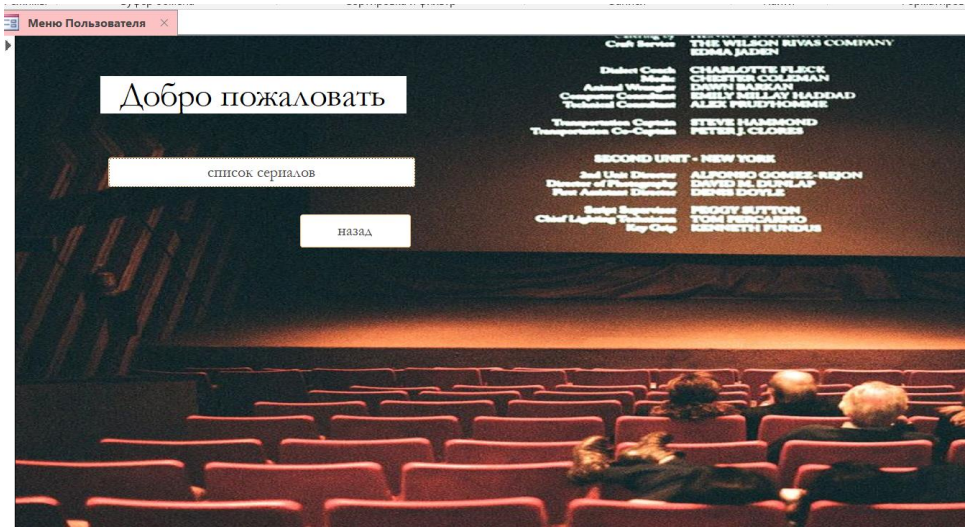 Меню Пользователя
Добро пожаловать
список сериалов
назад
Craft Service THE WILSON RIVAS COMPANY
EDMA JADEN
Dialect Coach CHARLOTTE FLECK
Medic CHESTER COLEMAN
Animal Wrangler DAWN BARKAN
Computer Consultant EMILY MILLAY HADDAD
Technical Consultant ALEX PRUD'HOMME
Transportation Captain STEVE HAMMOND
Transportation Co-Captain PETER J. CLORES
SECOND UNIT - NEW YORK
2nd Unit Director ALFONSO GOMEZ-REJON
Director of Photography DAVID M. DUNLAP
First Assistant Director DENIS DOYLE
Script Supervisor PEGGY SUTTON
Chief Lighting Technician TOM PERCARPIO
Key Grip KENNETH FUNDUS